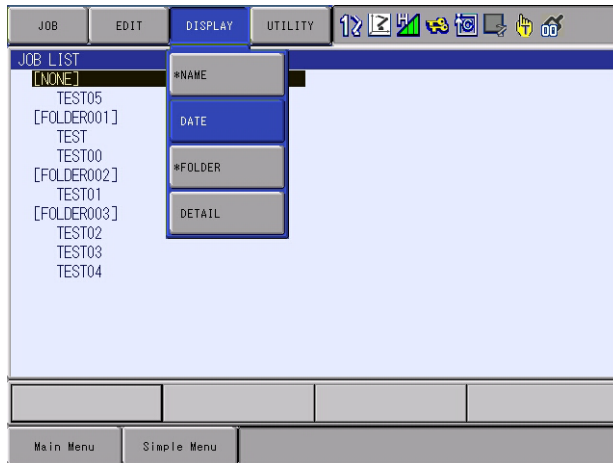 JOB EDIT DISPLAY UTILITY
JOB LIST
[NONE]
TEST05
[FOLDER001]
TEST
TEST00
[FOLDER002]
TEST01
[FOLDER003]
TEST02
TEST03
TEST04
*NAME
DATE
*FOLDER
DETAIL
Main Menu Simple Menu